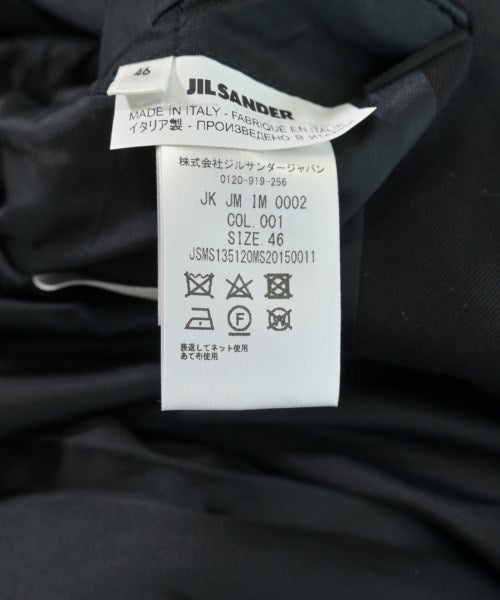 46
JIL SANDER
MADE IN ITALY - FABRIQUÉ EN ITALIE
イタリア製 - ПРОИЗВЕДЕНО В ИТАЛИИ
株式会社ジルサンダージャパン
0120-919-256
JK JM IM 0002
COL. 001
SIZE. 46
JSMS135120MS20150011
F
W
裏返してネット使用
あて布使用